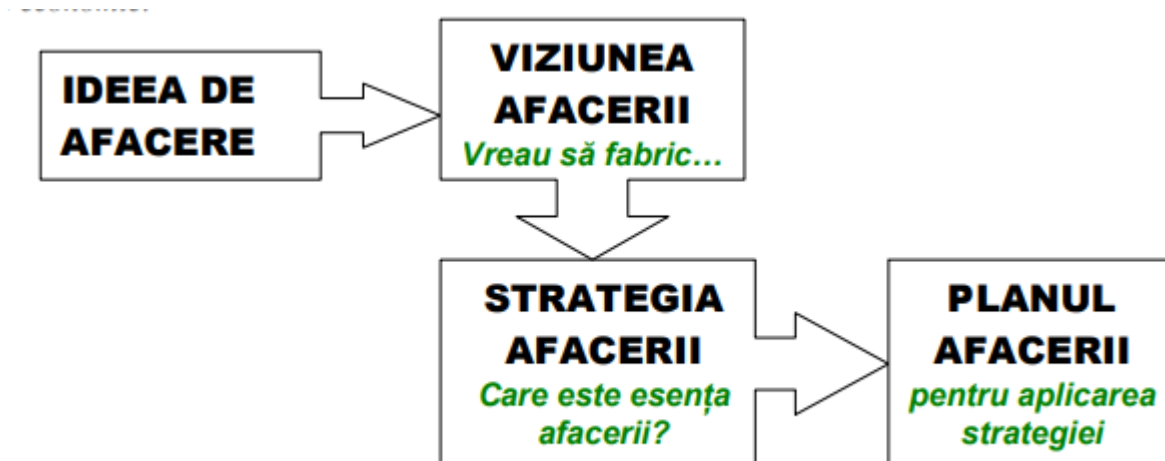 IDEEA DE
AFACERE
VIZIUNEA
AFACERII
Vreau să fabric…
STRATEGIA
AFACERII
Care este esența
afacerii?
PLANUL
AFACERII
pentru aplicarea
strategiei